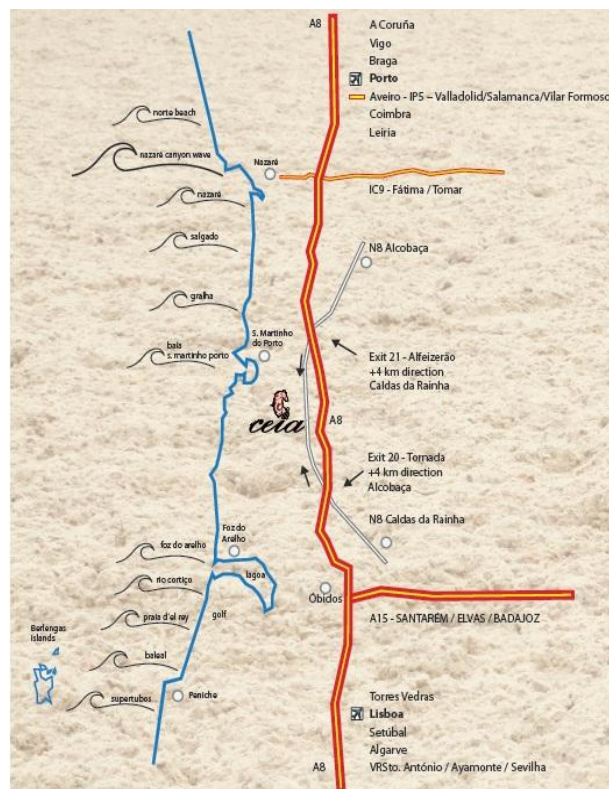 A8
A Coruña
Vigo
Braga
Porto
Aveiro - IP5 – Valladolid/Salamanca/Vilar Formoso
Coimbra
Leiria
norte beach
nazaré canyon wave
Nazaré
IC9 - Fátima / Tomar
nazaré
salgado
N8 Alcobaça
gralha
S. Martinho
do Porto
baia
s. martinho porto
Exit 21 - Alfeizerão
+4 km direction
Caldas da Rainha
ceia
A8
Exit 20 - Tornada
+4 km direction
Alcobaça
N8 Caldas da Rainha
Foz do
Arelho
foz do arelho
lagoa
rio cortiço
Óbidos
golf
praia d'el rey
A15 - SANTARÉM / ELVAS / BADAJOZ
Berlengas
Islands
baleal
supertubos
Peniche
Torres Vedras
Lisboa
Setúbal
Algarve
A8
VRSto. António / Ayamonte / Sevilha